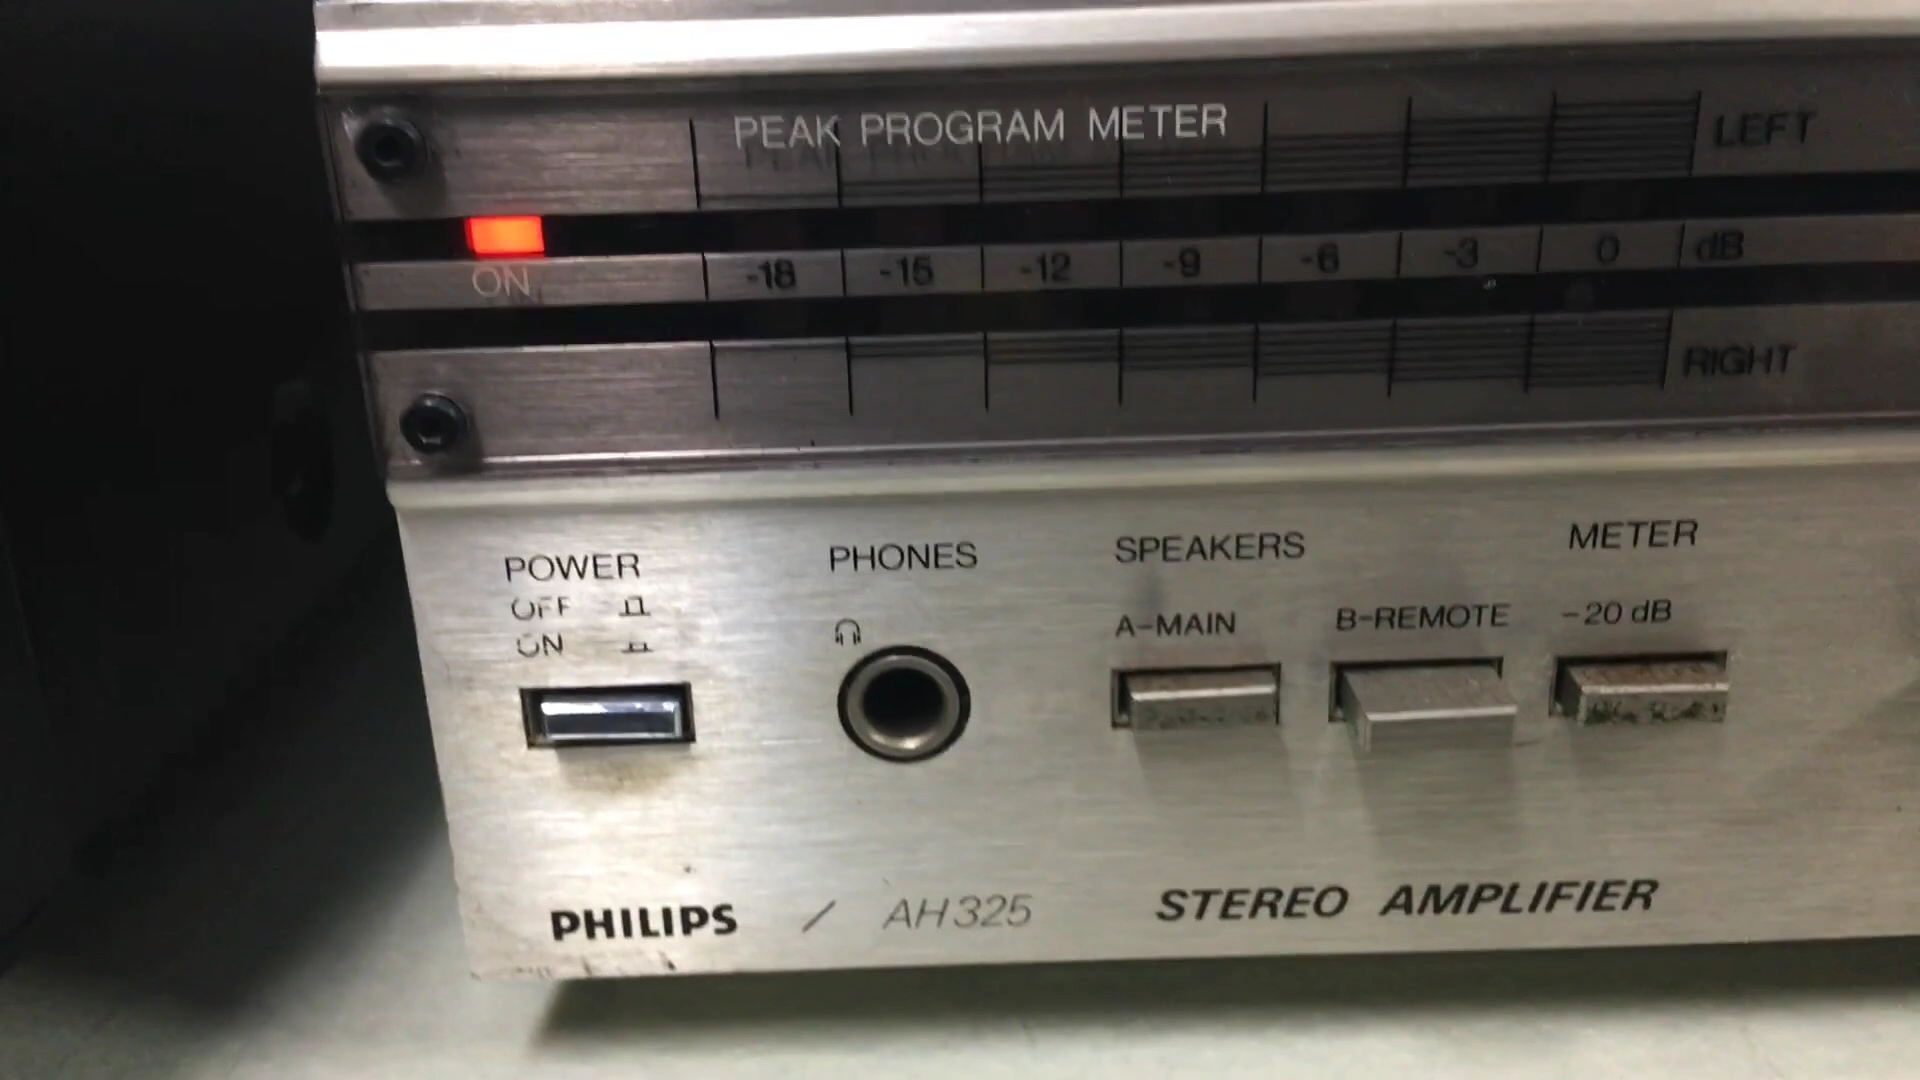 PEAK PROGRAM METER
LEFT
ON
-18 -15 -12 -9 -6 -3 0 dB
RIGHT
POWER
OFF
ON
PHONES
SPEAKERS
A-MAIN
B-REMOTE
METER
-20 dB
PHILIPS / AH325 STEREO AMPLIFIER